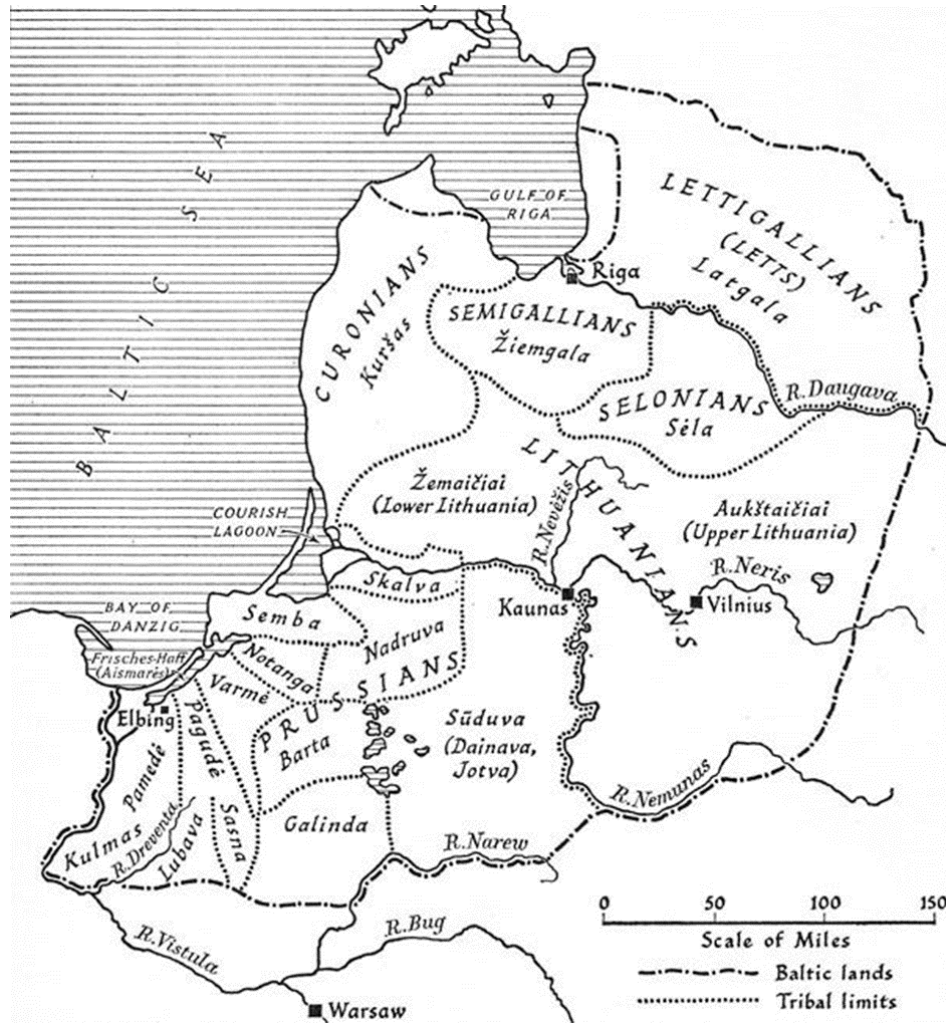 BALTIC SEA
GULF OF
RIGA
Riga
LETTIGALLIANS
(LETTS)
Latgala
CURONIANS
Kuršas
SEMIGALLIANS
Žiemgala
SELONIANS
Sėla
R. Daugava
LITHUANIANS
Žemaičiai
(Lower Lithuania)
R. Nevėžis
Aukštaičiai
(Upper Lithuania)
R. Neris
COURISH
LAGOON
Skalva
Kaunas
Vilnius
BAY OF
DANZIG
Semba
Nadruva
Frisches-Haff
(Aismarės)
Notanga
Varmė
PRUSSIANS
Elbing
Pagudė
Barta
Sūduva
(Dainava,
Jotva)
Pamedė
R. Nemunas
Kulmas
R. Dreventa
Lubava
Sasna
Galinda
R. Narew
R. Vistula
R. Bug
Warsaw
0 50 100 150
Scale of Miles
Baltic lands
Tribal limits